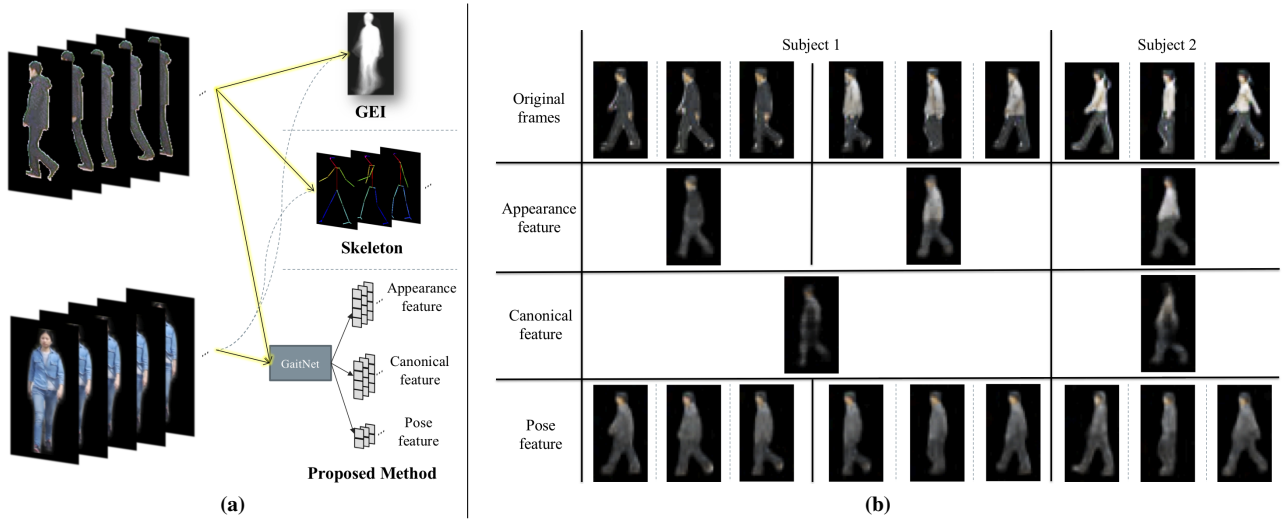 GEI
...
Skeleton
...
...
GaitNet
Appearance
feature
...
Canonical
feature
...
Pose
feature
...
Proposed Method
...
(a)
Subject 1
Subject 2
Original
frames
Appearance
feature
Canonical
feature
Pose
feature
(b)